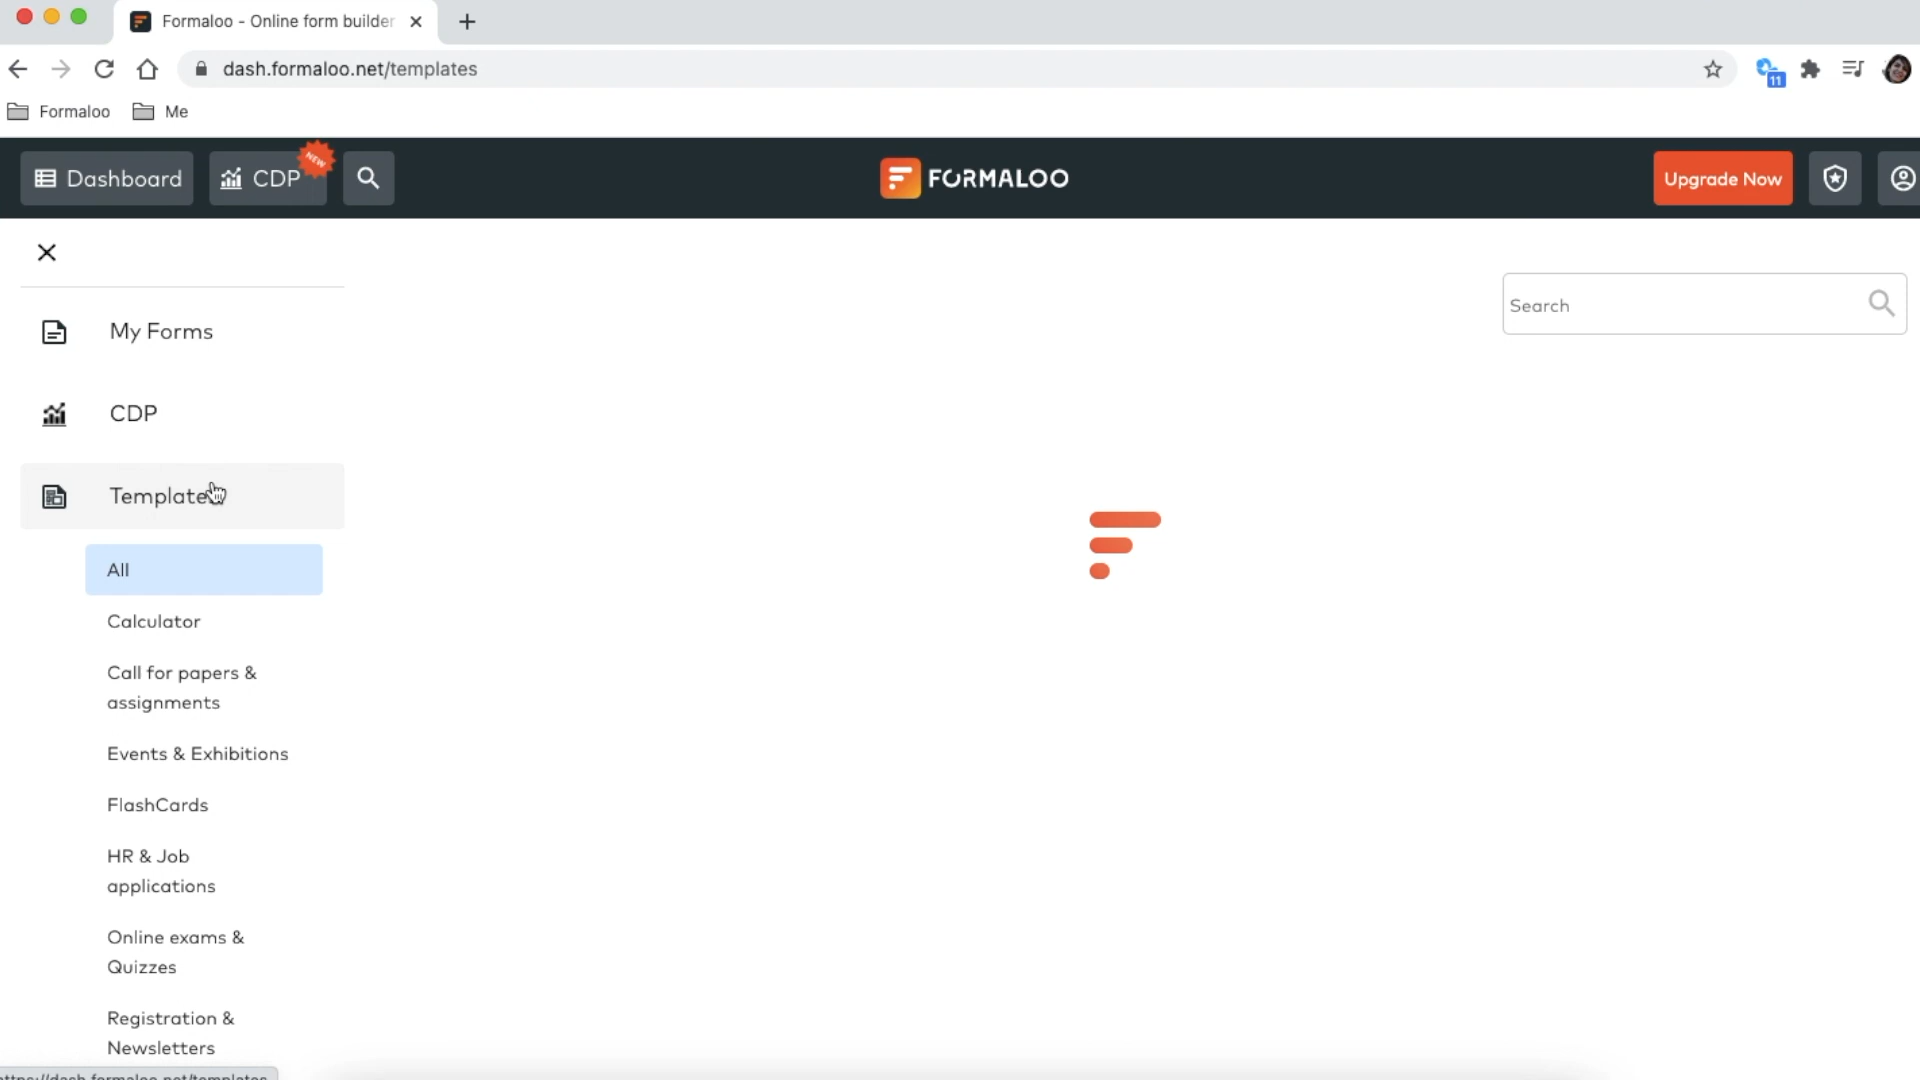 Formaloo - Online form builder
dash.formaloo.net/templates
11
Formaloo
Me
Dashboard
CDP
NEW
FORMALOO
Upgrade Now
Search
My Forms
CDP
Templates
All
Calculator
Call for papers &
assignments
Events & Exhibitions
FlashCards
HR & Job
applications
Online exams &
Quizzes
Registration &
Newsletters
https://dash.formaloo.net/templates